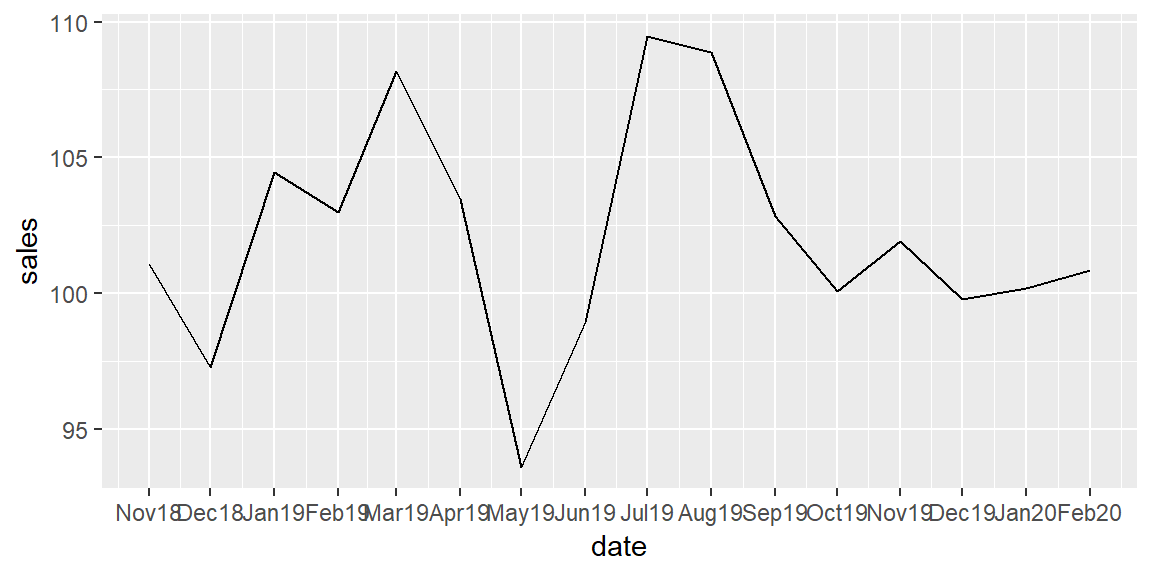 110
105
100
95
sales
Nov18 Dec18 Jan19 Feb19 Mar19 Apr19 May19 Jun19 Jul19 Aug19 Sep19 Oct19 Nov19 Dec19 Jan20 Feb20
date